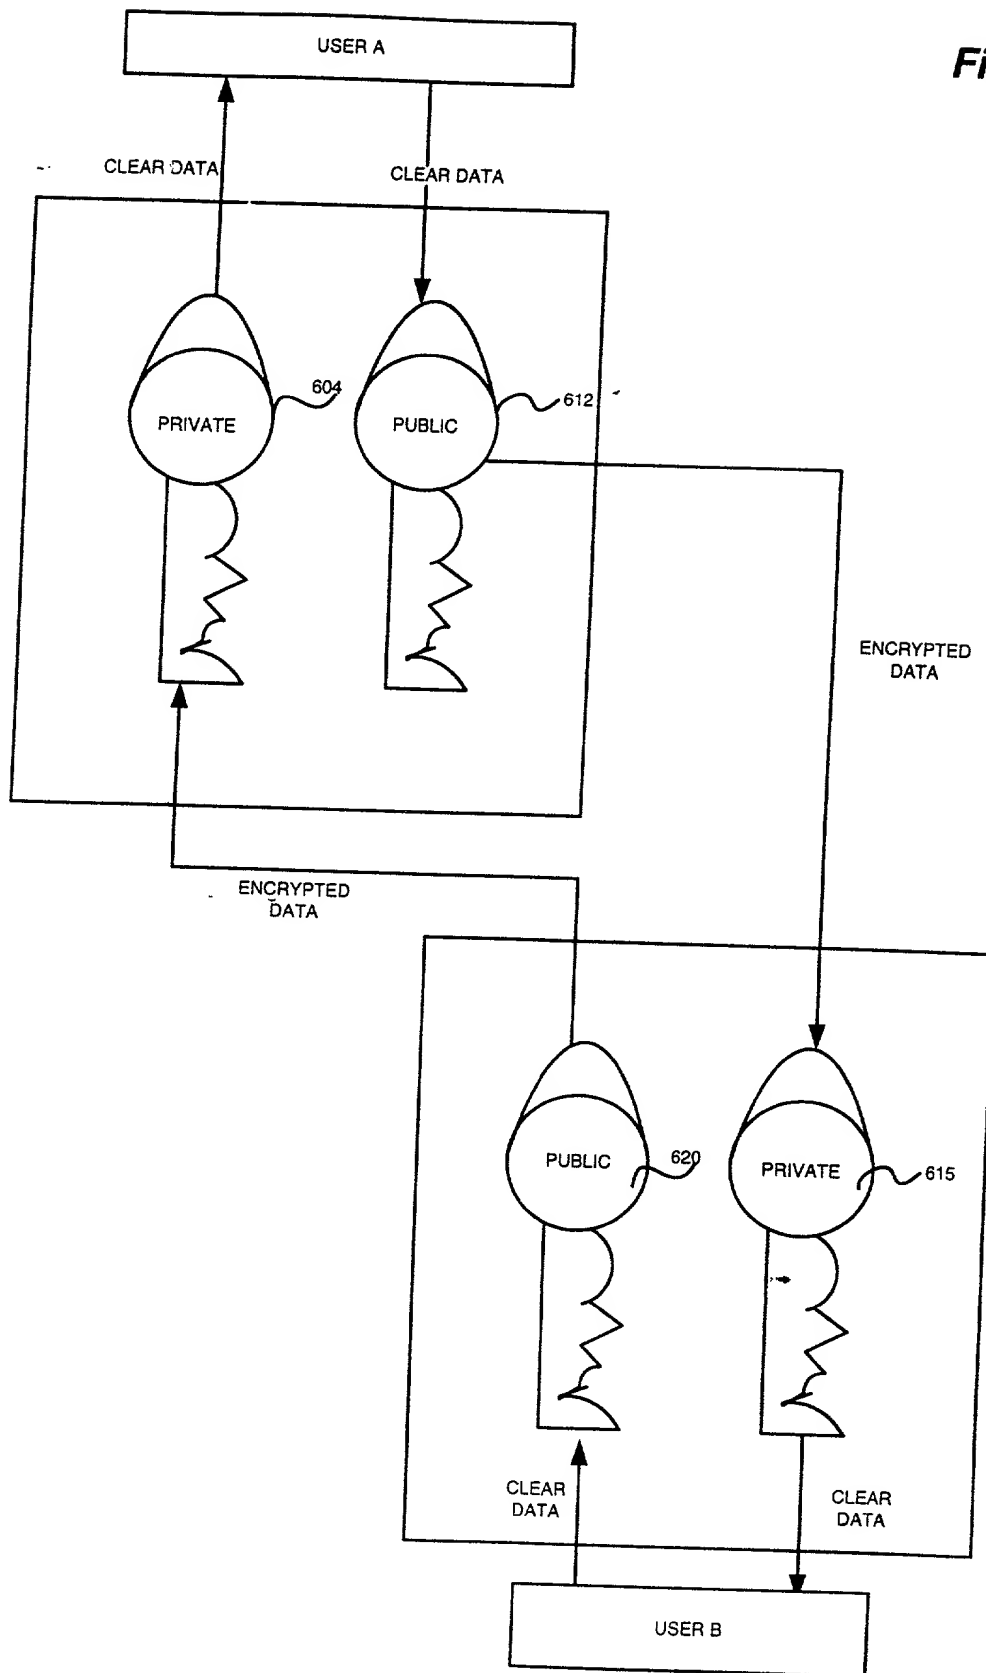 USER A
Fi
CLEAR DATA
CLEAR DATA
604
612
PRIVATE
PUBLIC
ENCRYPTED
DATA
ENCRYPTED
DATA
620
615
PUBLIC
PRIVATE
CLEAR
DATA
CLEAR
DATA
USER B